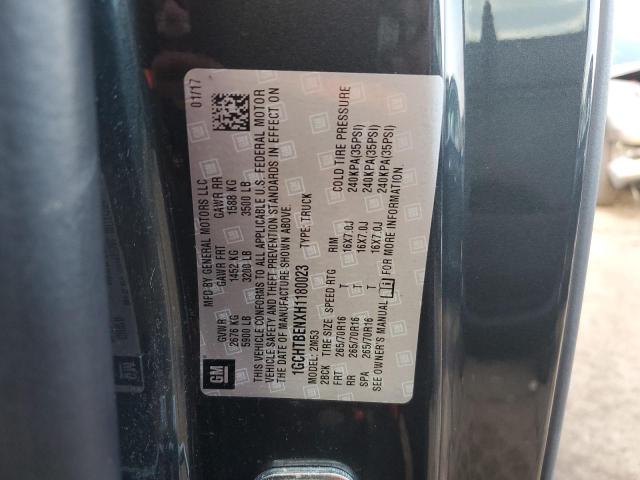 MFD BY GENERAL MOTORS LLC
01/17
GVWR GAWR FRT GAWR RR
2676 KG 1452 KG 1588 KG
5900 LB 3200 LB 3500 LB
THIS VEHICLE CONFORMS TO ALL APPLICABLE U.S. FEDERAL MOTOR
VEHICLE SAFETY AND THEFT PREVENTION STANDARDS IN EFFECT ON
THE DATE OF MANUFACTURE SHOWN ABOVE.
1GCHTBENXH1180023 TYPE: TRUCK
MODEL: 2M53
2BCK TIRE SIZE SPEED RTG RIM COLD TIRE PRESSURE
FRT 265/70R16 T 16X7.0J 240KPA(35PSI)
RR 265/70R16 T 16X7.0J 240KPA(35PSI)
SPA 265/70R16 T 16X7.0J 240KPA(35PSI)
SEE OWNER'S MANUAL FOR MORE INFORMATION.
GM